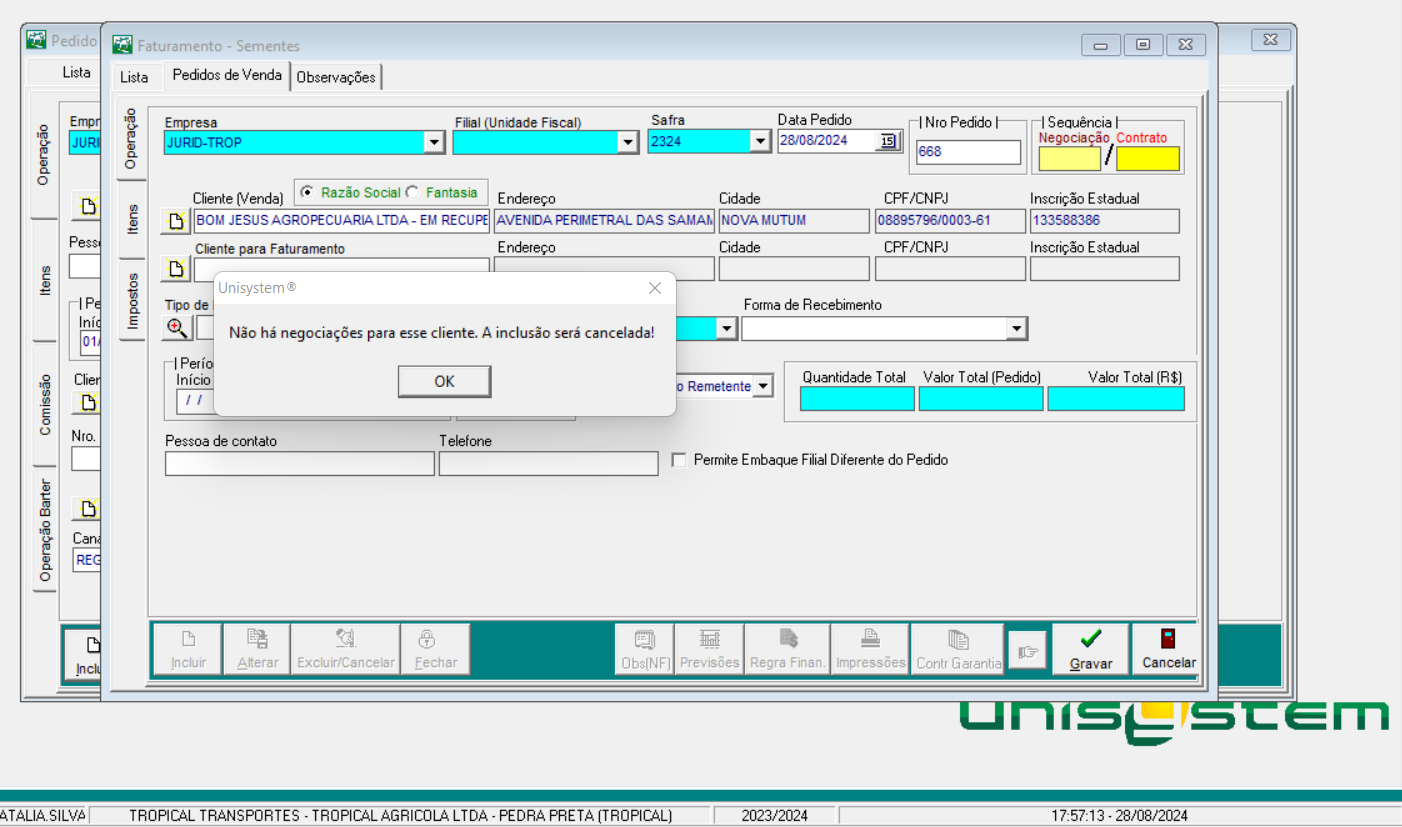 Pedido
Faturamento - Sementes
Lista
Lista
Pedidos de Venda
Observações
Operação
Itens
Comissão
Operação Barter
Operação
Itens
Impostos
Empr
JURI
Pess
Pe
Iníc
01/
Clier
Nro.
Cana
REG
Inclu
Empresa
Filial (Unidade Fiscal)
Safra
Data Pedido
Nro Pedido
Sequência
JURID-TROP
2324
28/08/2024
15
668
Negociação Contrato
/
Cliente (Venda)
Razão Social
Fantasia
Endereço
Cidade
CPF/CNPJ
Inscrição Estadual
BOM JESUS AGROPECUARIA LTDA - EM RECUPE
AVENIDA PERIMETRAL DAS SAMAM
NOVA MUTUM
08895796/0003-61
133588386
Cliente para Faturamento
Endereço
Cidade
CPF/CNPJ
Inscrição Estadual
Unisystem®
Não há negociações para esse cliente. A inclusão será cancelada!
OK
Tipo de
Forma de Recebimento
Perío
Início
/ /
o Remetente
Quantidade Total
Valor Total (Pedido)
Valor Total (R$)
Pessoa de contato
Telefone
Permite Embaque Filial Diferente do Pedido
Incluir
Alterar
Excluir/Cancelar
Fechar
Obs(NF)
Previsões
Regra Finan.
Impressões
Contr Garantia
Gravar
Cancelar
unisystem
ATALIA.SILVA
TROPICAL TRANSPORTES - TROPICAL AGRICOLA LTDA - PEDRA PRETA (TROPICAL)
2023/2024
17:57:13 - 28/08/2024